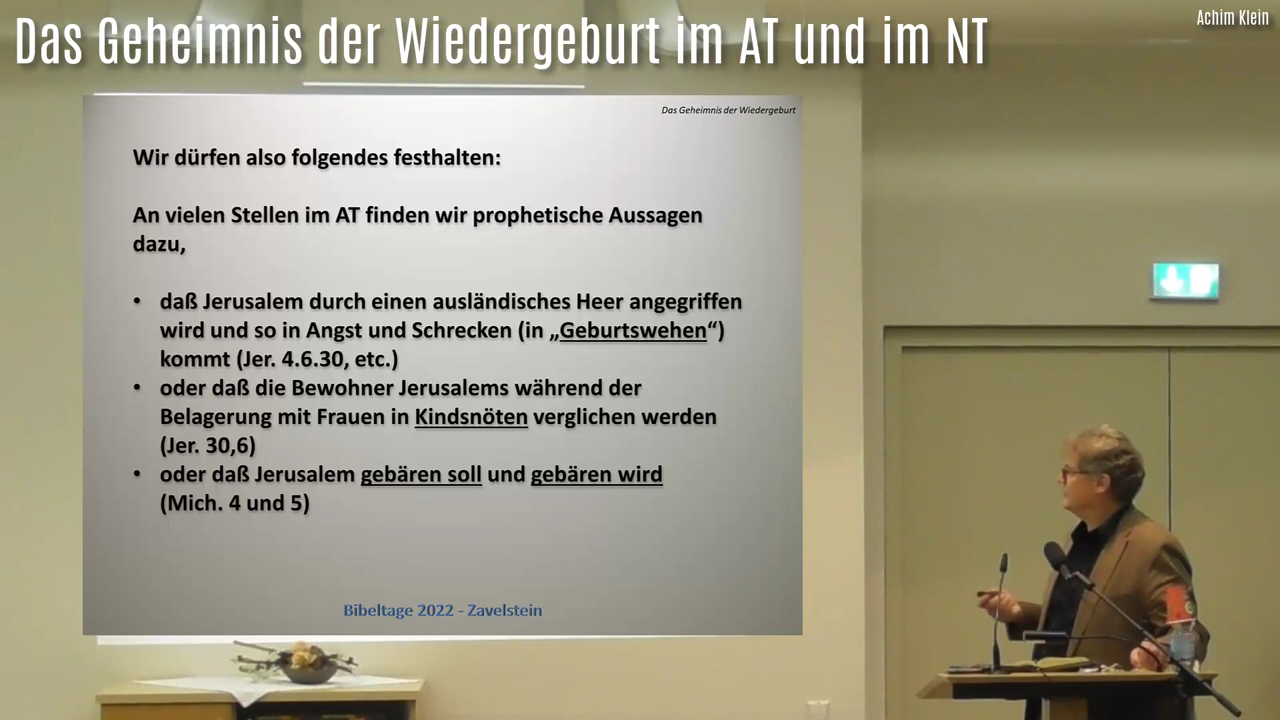 Das Geheimnis der Wiedergeburt im AT und im NT
Achim Klein
Das Geheimnis der Wiedergeburt
Wir dürfen also folgendes festhalten:
An vielen Stellen im AT finden wir prophetische Aussagen
dazu,
• daß Jerusalem durch einen ausländisches Heer angegriffen
wird und so in Angst und Schrecken (in „Geburtswehen“)
kommt (Jer. 4.6.30, etc.)
• oder daß die Bewohner Jerusalems während der
Belagerung mit Frauen in Kindsnöten verglichen werden
(Jer. 30,6)
• oder daß Jerusalem gebären soll und gebären wird
(Mich. 4 und 5)
Bibeltage 2022 - Zavelstein